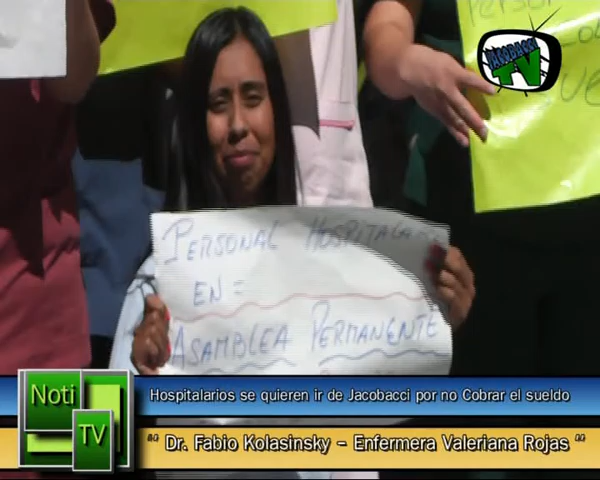 JACOBACCI
TV
PERSONAL HOSPITALARIO
EN =
ASAMBLEA PERMANENTE
Noti
TV
Hospitalarios se quieren ir de Jacobacci por no Cobrar el sueldo
“ Dr. Fabio Kolasinsky – Enfermera Valeriana Rojas “